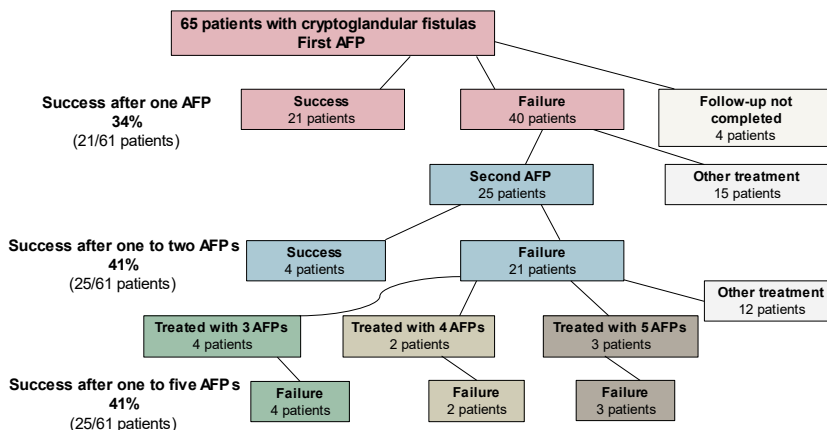 65 patients with cryptoglandular fistulas
First AFP
Success after one AFP
34%
(21/61 patients)
Success
21 patients
Failure
40 patients
Follow-up not
completed
4 patients
Second AFP
25 patients
Other treatment
15 patients
Success after one to two AFPs
41%
(25/61 patients)
Success
4 patients
Failure
21 patients
Other treatment
12 patients
Treated with 3 AFPs
4 patients
Treated with 4 AFPs
2 patients
Treated with 5 AFPs
3 patients
Success after one to five AFPs
41%
(25/61 patients)
Failure
4 patients
Failure
2 patients
Failure
3 patients